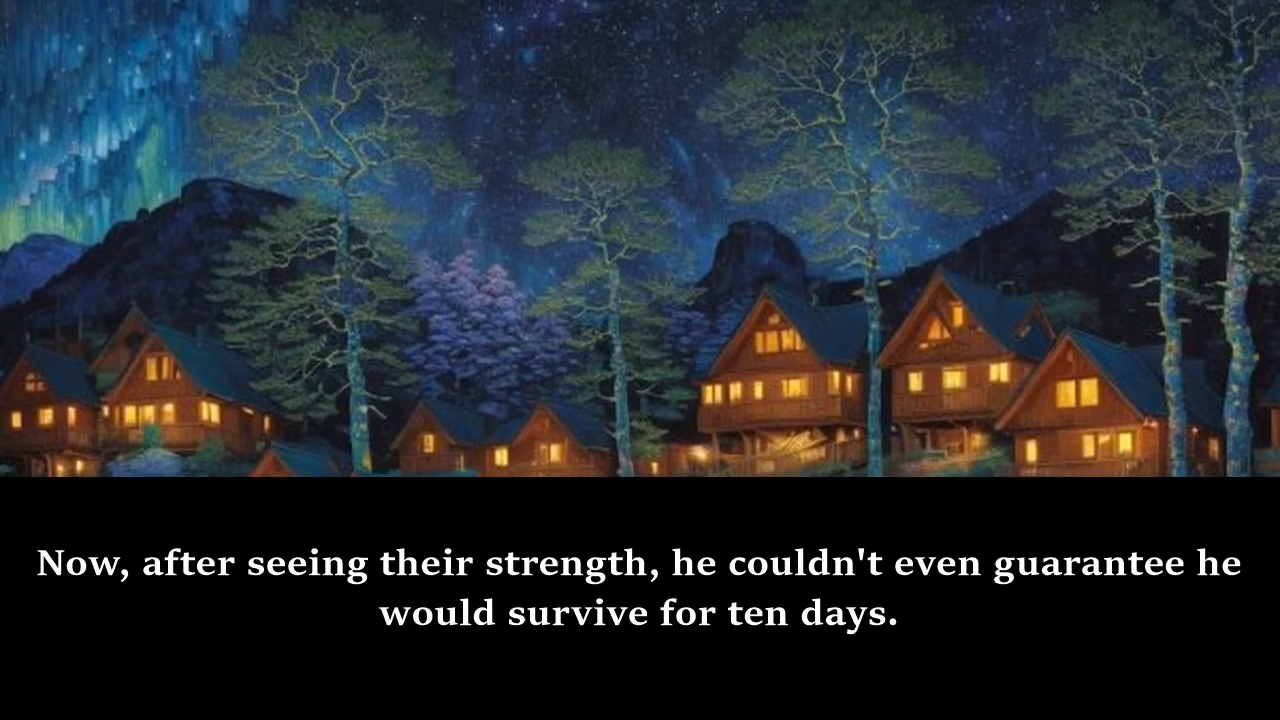 Now, after seeing their strength, he couldn't even guarantee he
would survive for ten days.